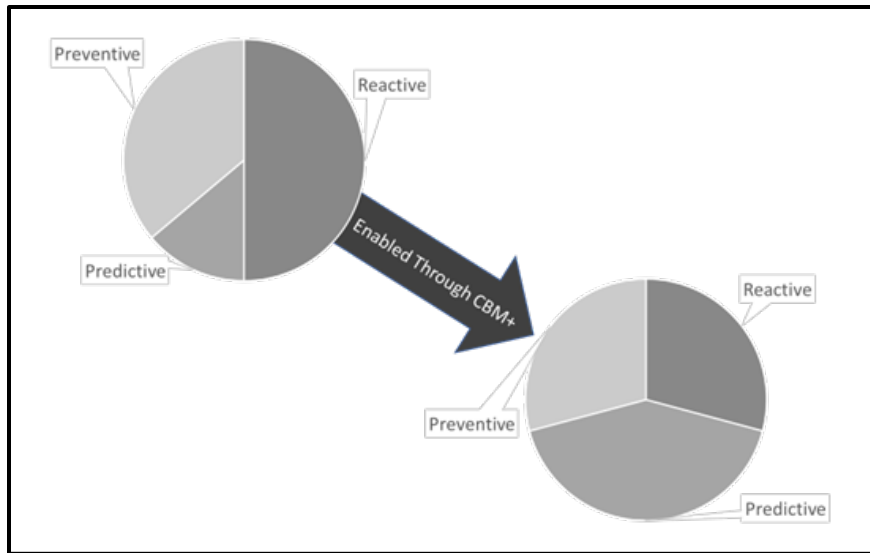 Preventive
Reactive
Predictive
Enabled Through CBM+
Reactive
Preventive
Predictive